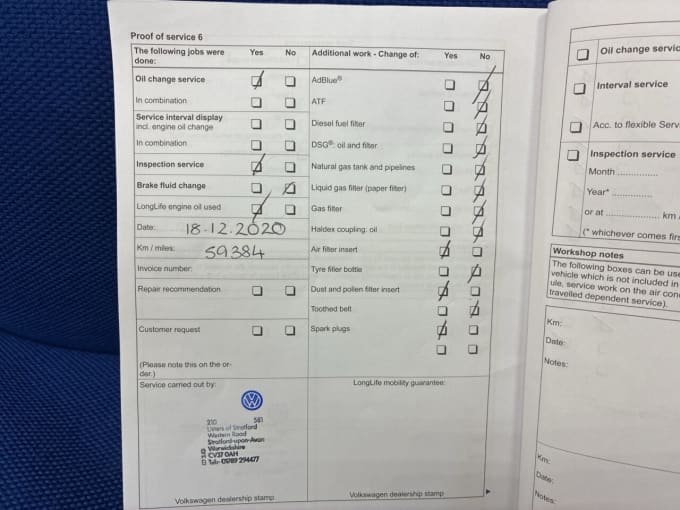 Proof of service 6
The following jobs were done: Yes No
Oil change service
In combination
Service interval display
incl. engine oil change
In combination
Inspection service
Brake fluid change
LongLife engine oil used
Date: 18.12.2020
Km / miles: 59384
Invoice number:
Repair recommendation
Customer request
(Please note this on the or-
der.)
Service carried out by:
210 581
of Stratford
Western Road
Stratford-upon-Avon
Warwickshire
CV37 0AH
Tel: 01789 294477
Volkswagen dealership stamp
Additional work - Change of: Yes No
AdBlue®
ATF
Diesel fuel filter
DSG®: oil and filter
Natural gas tank and pipelines
Liquid gas filter (paper filter)
Gas filter
Haldex coupling: oil
Air filter insert
Tyre filler bottle
Dust and pollen filter insert
Toothed belt
Spark plugs
LongLife mobility guarantee:
Volkswagen dealership stamp
Oil change servic
Interval service
Acc. to flexible Serv
Inspection service
Month
Year*
or at km
(* whichever comes firs
Workshop notes
The following boxes can be use
vehicle which is not included in
ule, service work on the air con
travelled dependent service).
Km:
Date:
Notes:
Km:
Date:
Notes: